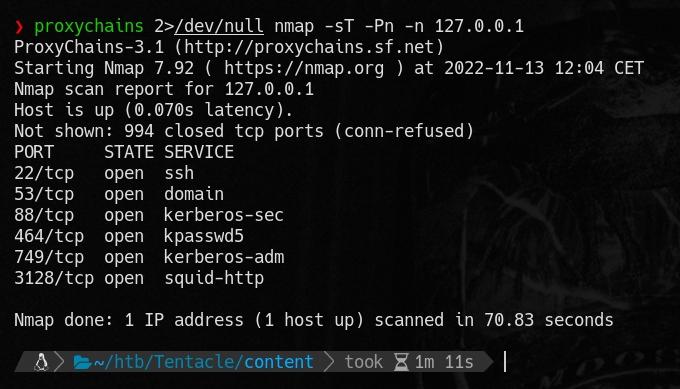 ❯ proxychains 2>/dev/null nmap -sT -Pn -n 127.0.0.1
ProxyChains-3.1 (http://proxychains.sf.net)
Starting Nmap 7.92 ( https://nmap.org ) at 2022-11-13 12:04 CET
Nmap scan report for 127.0.0.1
Host is up (0.070s latency).
Not shown: 994 closed tcp ports (conn-refused)
PORT     STATE SERVICE
22/tcp   open  ssh
53/tcp   open  domain
88/tcp   open  kerberos-sec
464/tcp  open  kpasswd5
749/tcp  open  kerberos-adm
3128/tcp open  squid-http
Nmap done: 1 IP address (1 host up) scanned in 70.83 seconds
~/htb/Tentacle/content took 1m 11s